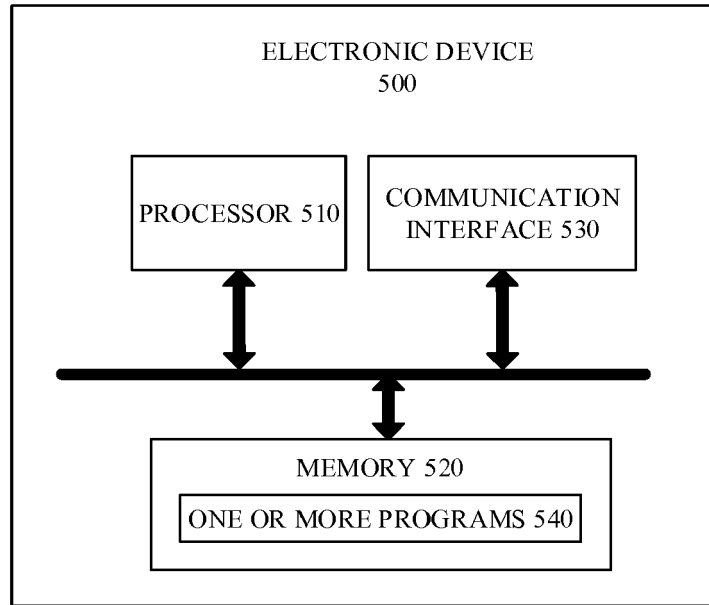 ELECTRONIC DEVICE
500
PROCESSOR 510
COMMUNICATION
INTERFACE 530
MEMORY 520
ONE OR MORE PROGRAMS 540